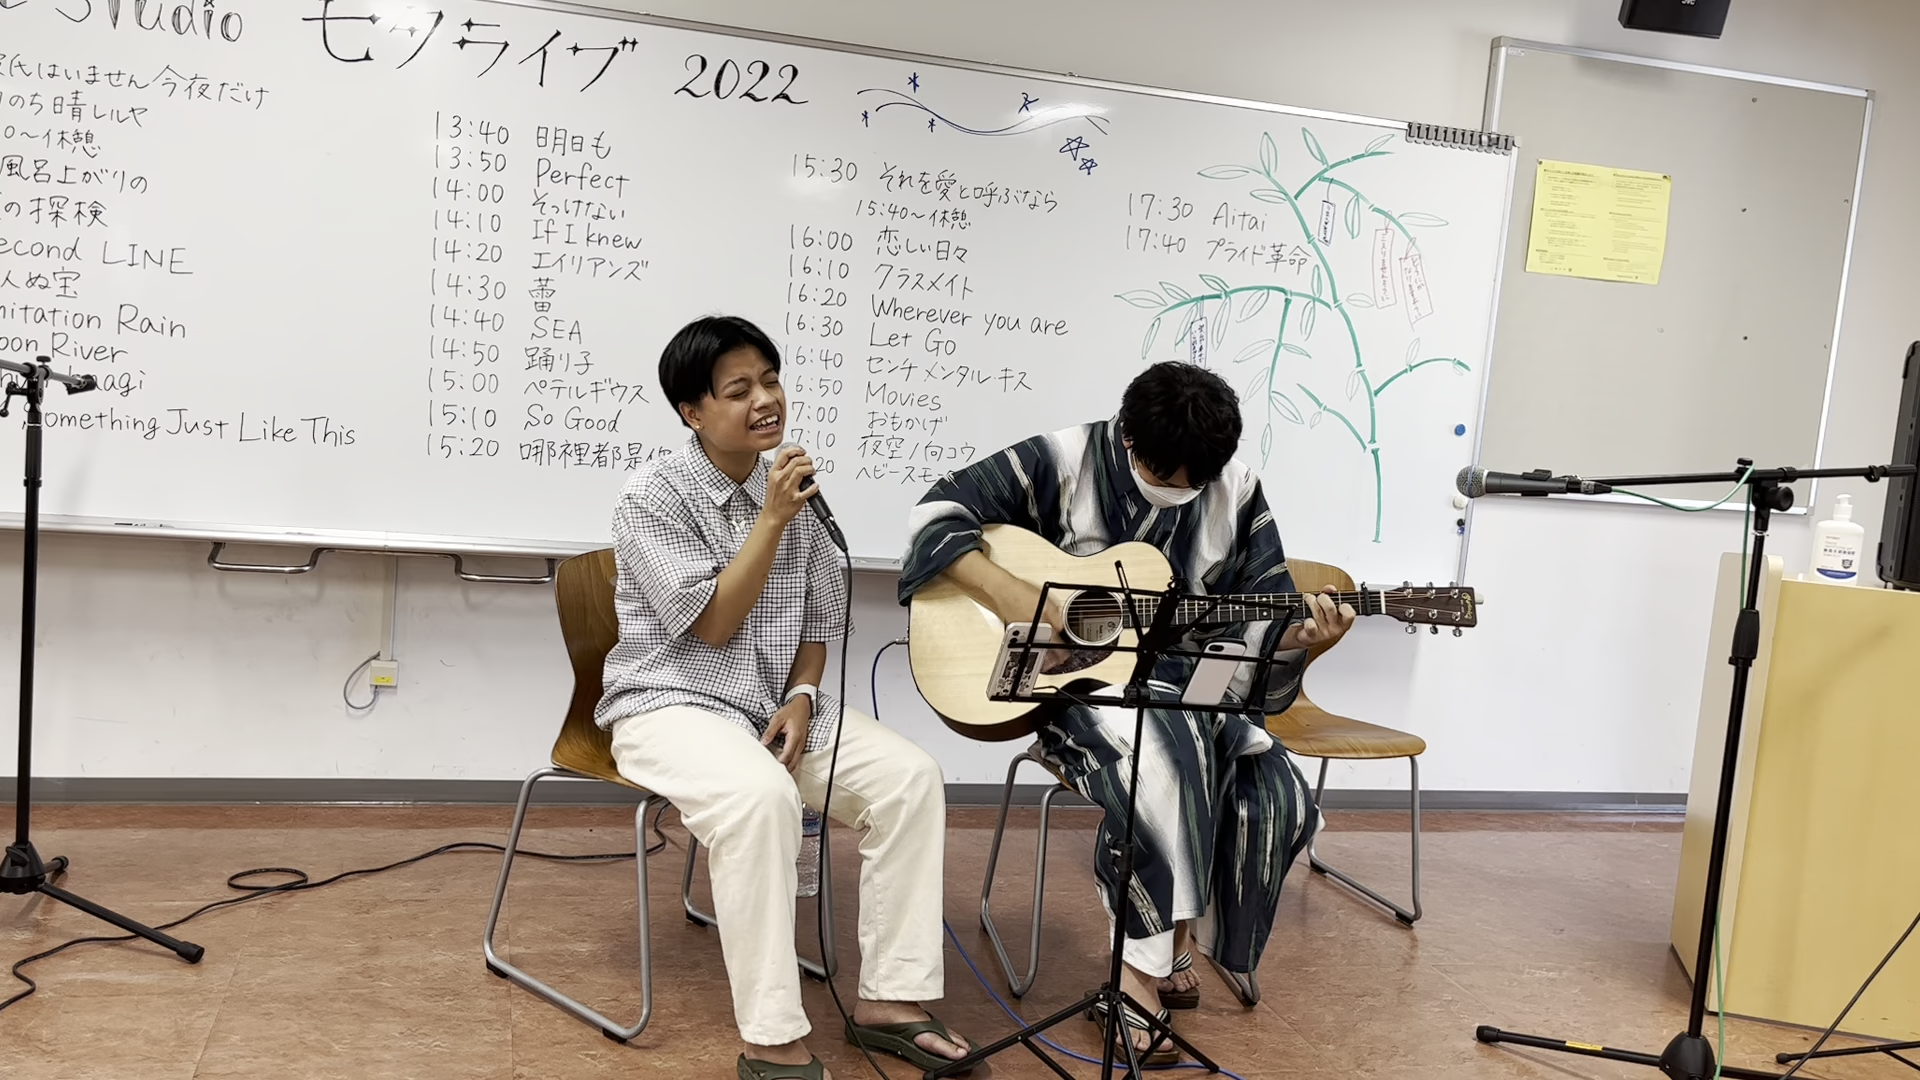 Studio モクライブ 2022
はいません今夜だけ
のち晴レルヤ
0～休憩
風呂上がりの
の探検
econd LINE
人ぬ宝
mitation Rain
oon River
Something Just Like This
13:40 明日も
13:50 Perfect
14:00 そっけない
14:10 If I knew
14:20 エイリアンズ
14:30 蕾
14:40 SEA
14:50 踊り子
15:00 ベテルギウス
15:10 So Good
15:20 哪裡都是你
15:30 それを愛と呼ぶなら
15:40～休憩
16:00 恋しい日々
16:10 クラスメイト
16:20 Wherever you are
16:30 Let Go
16:40 センチメンタル・キス
16:50 Movies
7:00 おもかげ
7:10 夜空ノ向コウ
20 ヘビースモー
17:30 Aitai
17:40 プライド革命